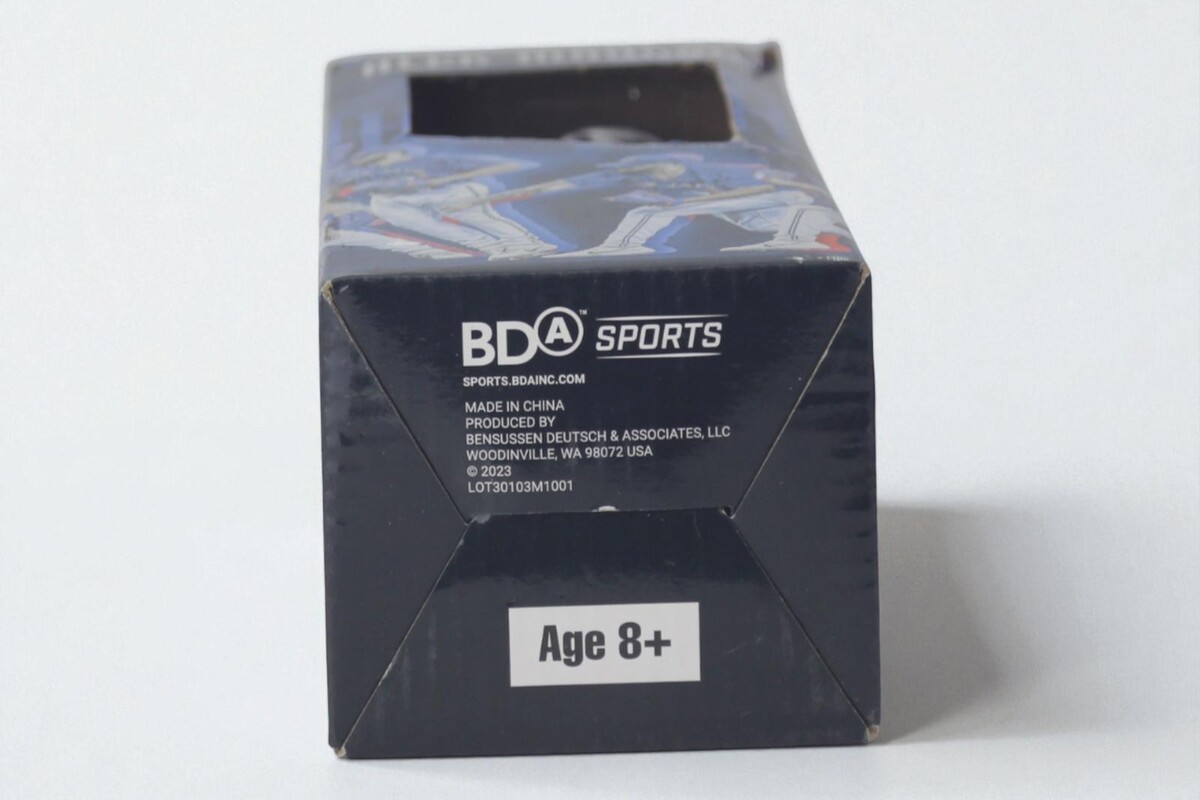 BDA™ SPORTS
SPORTS.BDAINC.COM
MADE IN CHINA
PRODUCED BY
BENSUSSEN DEUTSCH & ASSOCIATES, LLC
WOODINVILLE, WA 98072 USA
© 2023
LOT30103M1001
Age 8+